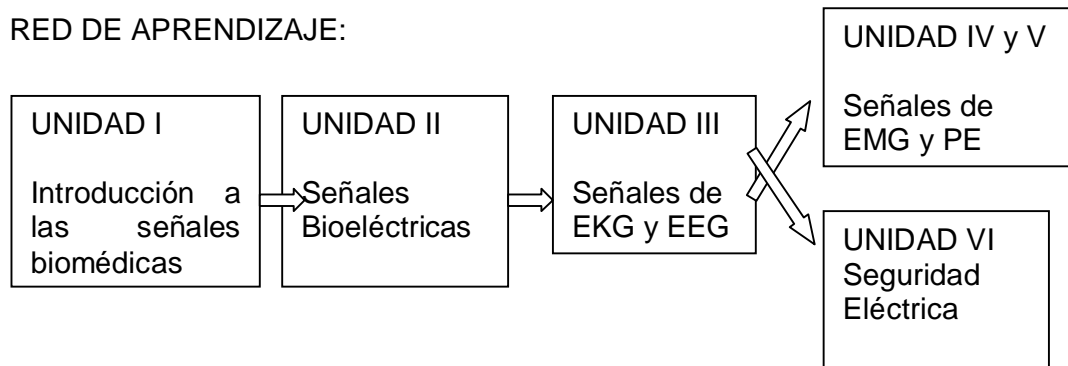 RED DE APRENDIZAJE:
UNIDAD I
Introducción a
las señales
biomédicas
UNIDAD II
Señales
Bioeléctricas
UNIDAD III
Señales de
EKG y EEG
UNIDAD IV y V
Señales de
EMG y PE
UNIDAD VI
Seguridad
Eléctrica